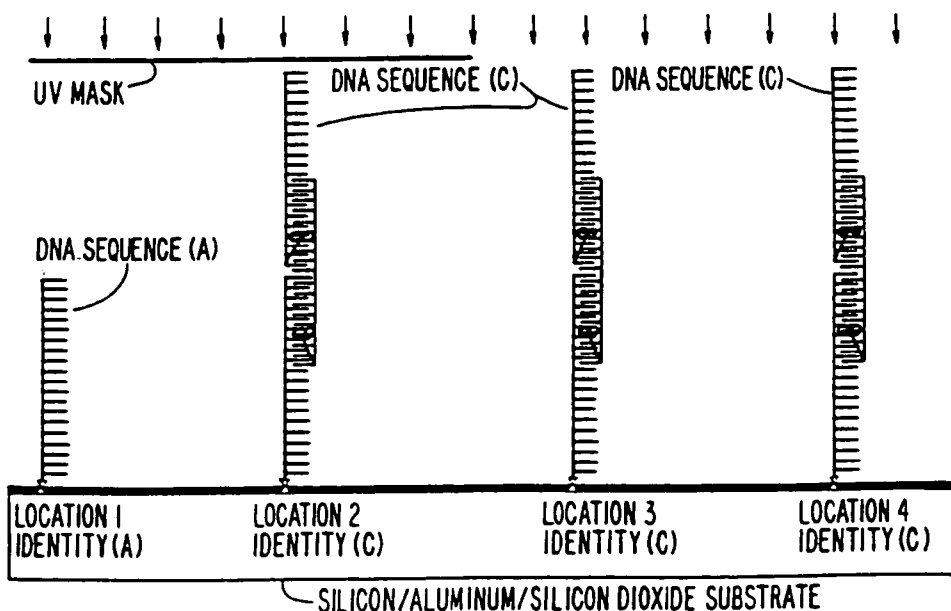 UV MASK
DNA SEQUENCE (C)
DNA SEQUENCE (C)
DNA SEQUENCE (A)
LOCATION 1
IDENTITY (A)
LOCATION 2
IDENTITY (C)
LOCATION 3
IDENTITY (C)
LOCATION 4
IDENTITY (C)
SILICON/ALUMINUM/SILICON DIOXIDE SUBSTRATE